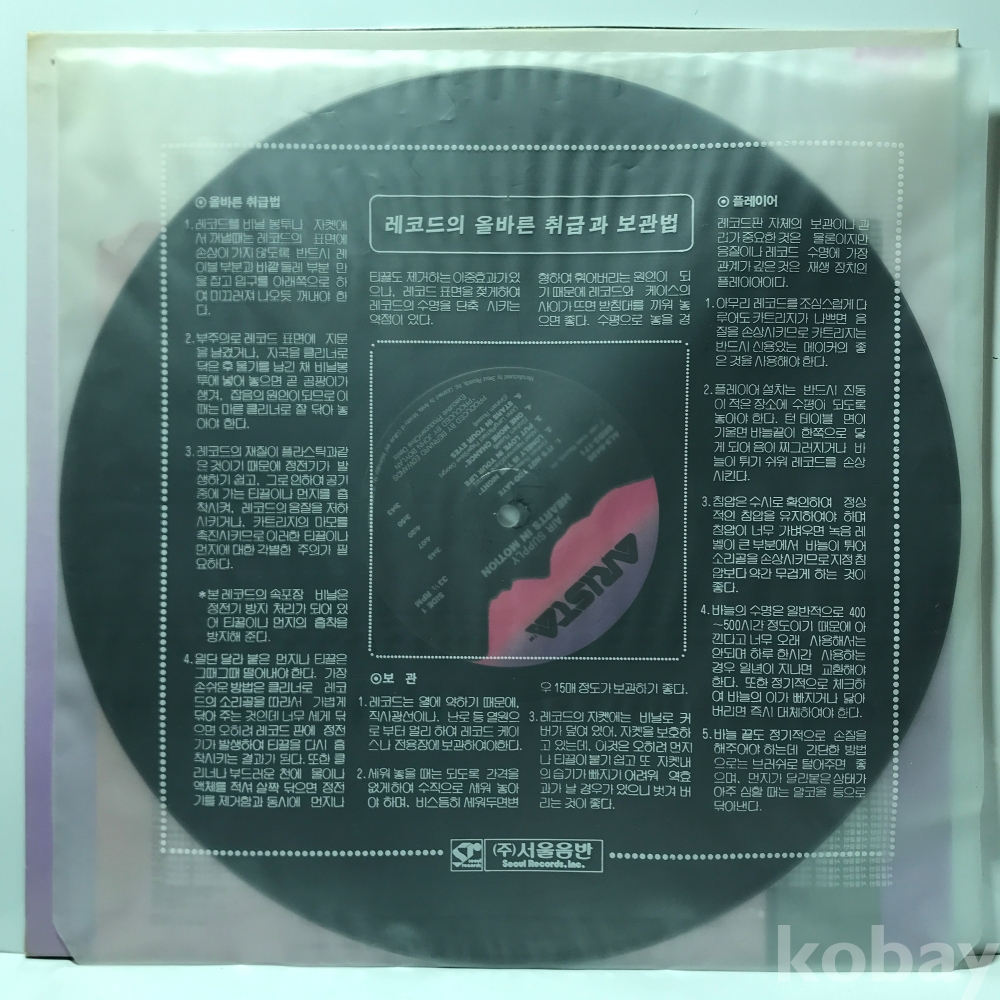 레코드의 올바른 취급과 보관법
◉올바른 취급법
1.레코드를 비닐 봉투나 자켓에
서 꺼낼때는 레코드의 표면에
손상이 가지 않도록 반드시 레
이블 부분과 바깥 둘레 부분 만
을 잡고 입구를 아래쪽으로 하
여 미끄러져 나오듯 꺼내야 한
다.
2.부주의로 레코드 표면에 지문
을 남겼거나, 자국을 클리너로
닦은 후 물기를 남긴 채 비닐봉
투에 넣어 놓으면 곧 곰팡이가
생겨, 잡음의 원인이 되므로 이
때는 마른 클리너로 잘 닦아 놓
아야 한다.
3.레코드의 재질이 플라스틱과같
은 것이기 때문에 정전기가 발
생하기 쉽고, 그로 인하여 공기
중에 가는 티끌이나 먼지를 흡
착시켜, 레코드의 음질을 저하
시키거나, 카트리지의 마모를
촉진시키므로 이러한 티끌이나
먼지에 대한 각별한 주의가 필
요하다.
*본 레코드의 속포장 비닐은
정전기 방지 처리가 되어 있
어 티끌이나 먼지의 흡착을
방지해 준다.
4.일단 달리 붙은 먼지나 티끌은
그때그때 떨어내야 한다. 가장
손쉬운 방법은 클리너로 레코
드의 소리골을 따라서 가볍게
닦아 주는 것인데 너무 세게 닦
으면 오히려 레코드 판에 정전
기가 발생하여 티끌을 다시 흡
착시키는 결과가 된다. 또한 클
리너나 부드러운 천에 물이나
액체를 적셔 살짝 닦으면 정전
기를 제거함과 동시에 먼지나
티끌도 제거하는 이중효과가 있
으나, 레코드 표면을 젖게하여
레코드의 수명을 단축 시키는
약점이 있다.
◉보 관
1.레코드는 열에 약하기 때문에,
직사광선이나, 난로 등 열원으
로 부터 멀리 하여 레코드 케이
스나 전용장에 보관하여야한다.
2.세워 놓을 때는 되도록 간격을
없게하여 수직으로 세워 놓아
야 하며, 비스듬히 세워두면변
형하여 휘어버리는 원인이 되
기 때문에 레코드와 케이스의
사이가 뜨면 받침대를 끼워 놓
으면 좋다. 수평으로 놓을 경
우 15매 정도가 보관하기 좋다.
3.레코드의 자켓에는 비닐로 커
버가 덮여 있어, 자켓을 보호하
고 있는데, 이것은 오히려 먼지
나 티끌이 붙기 쉽고 또 자켓내
의 습기가 빠지기 어려워 역효
과가 날 경우가 있으니 벗겨 버
리는 것이 좋다.
◉플레이어
레코드판 자체의 보관이나 관
리가 중요한 것은 물론이지만
음질이나 레코드 수명에 가장
관계가 깊은 것은 재생 장치인
플레이어이다.
1.아무리 레코드를 조심스럽게 다
루어도 카트리지가 나쁘면 음
질을 손상시키므로 카트리지는
반드시 신용있는 메이커의 좋
은 것을 사용해야 한다.
2.플레이어 설치는 반드시 진동
이 적은 장소에 수평이 되도록
놓아야 한다. 턴 테이블 면이
기울면 바늘끝이 한쪽으로 닿
게 되어 음이 찌그러지거나 바
늘이 튀기 쉬워 레코드를 손상
시킨다.
3.침압은 수시로 확인하여 정상
적인 침압을 유지하여야 하며
침압이 너무 가벼우면 녹음 레
벨이 큰 부분에서 바늘이 튀어
소리골을 손상시키므로 지정 침
압보다 약간 무겁게 하는 것이
좋다.
4.바늘의 수명은 일반적으로 400
~500시간 정도이기 때문에 아
낀다고 너무 오래 사용해서는
안되며 하루 한시간 사용하는
경우 일년이 지나면 교환해야
한다. 또한 정기적으로 체크하
여 바늘의 이가 빠지거나 닳아
버리면 즉시 대체하여야 한다.
5.바늘 끝도 정기적으로 손질을
해주어야 하는데 간단한 방법
으로는 브러쉬로 털어주면 좋
으며, 먼지가 달리붙은 상태가
아주 심할 때는 알코올 등으로
닦아낸다.
ARISTA
AIR SUPPLY
HEARTS IN MOTION
SIDE
33 1/3 RPM
STARS IN YOUR EYES
seoul records
(주)서울음반
Seoul Records, Inc.
kobay